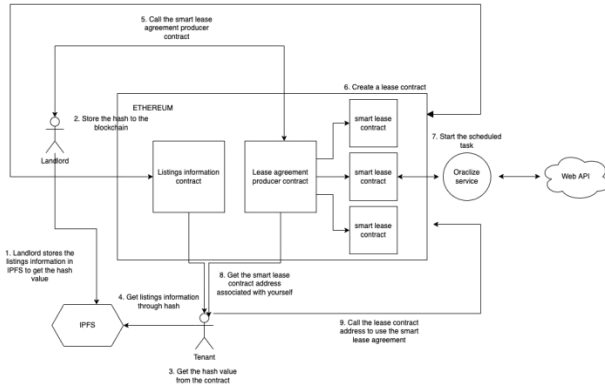 5. Call the smart lease
agreement producer
contract
6. Create a lease contract
ETHEREUM
2. Store the hash to the
blockchain
smart lease
contract
7. Start the scheduled
task
Landlord
Listings information
contract
Lease agreement
producer contract
smart lease
contract
Oraclize
service
Web API
smart lease
contract
1. Landlord stores the
listings information in
IPFS to get the hash
value
8. Get the smart lease
contract address
associated with yourself
4. Get listings information
through hash
9. Call the lease contract
address to use the smart
lease agreement
IPFS
Tenant
3. Get the hash value
from the contract